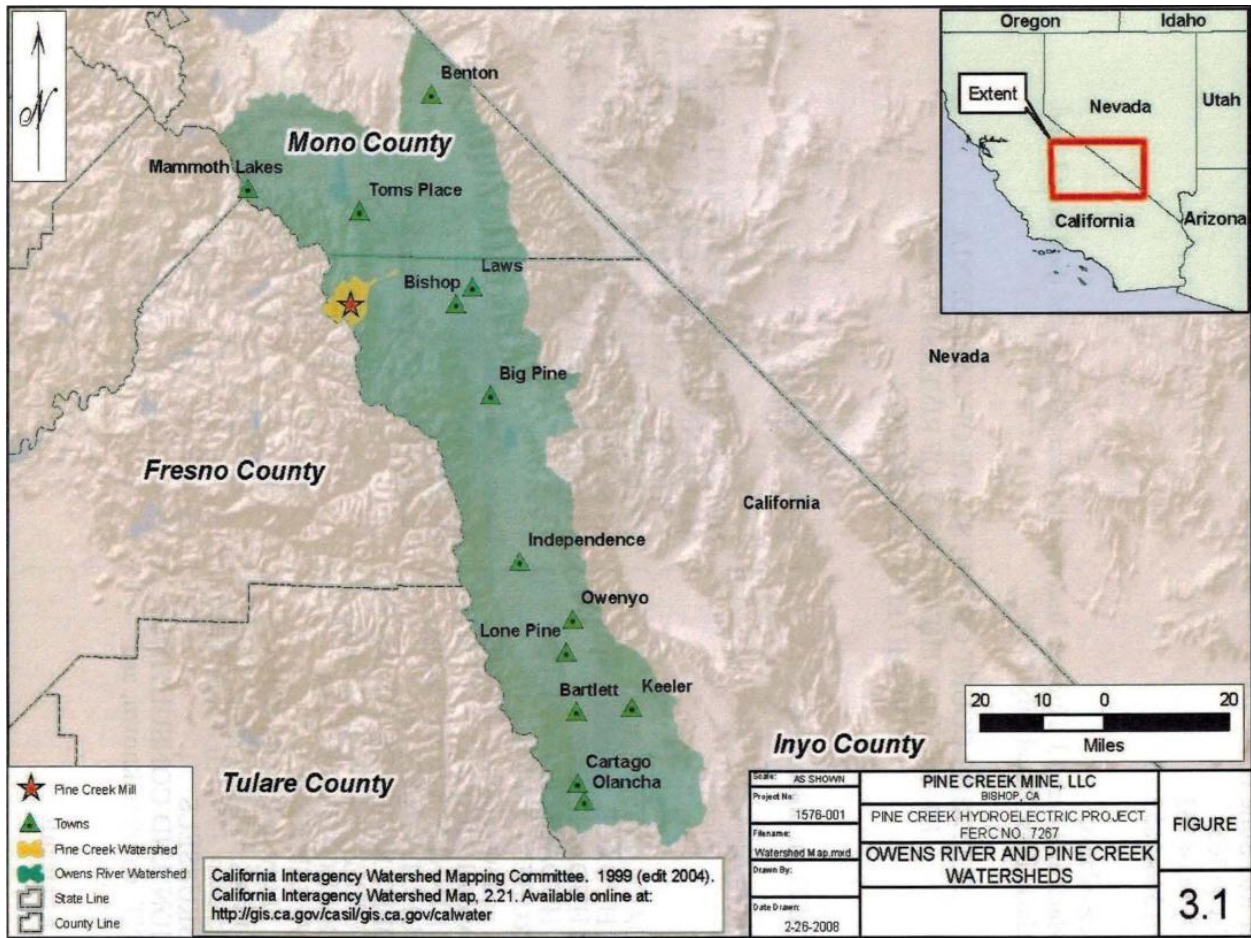 N
Benton
Mono County
Mammoth Lakes
Toms Place
Laws
Bishop
Big Pine
Nevada
Fresno County
California
Independence
Owenyo
Lone Pine
Bartlett
Keeler
Inyo County
Cartago
Olancha
Tulare County
Oregon
Idaho
Extent
Nevada
Utah
California
Arizona
20 10 0 20
Miles
Pine Creek Mill
Towns
Pine Creek Watershed
Owens River Watershed
State Line
County Line
California Interagency Watershed Mapping Committee. 1999 (edit 2004).
California Interagency Watershed Map, 2.21. Available online at:
http://gis.ca.gov/casil/gis.ca.gov/calwater
Scale: AS SHOWN
Project No:
1576-001
Filename:
Watershed Map.mxd
Drawn By:
Date Drawn:
2-26-2008
PINE CREEK MINE, LLC
BISHOP, CA
PINE CREEK HYDROELECTRIC PROJECT
FERC NO. 7267
OWENS RIVER AND PINE CREEK
WATERSHEDS
FIGURE
3.1